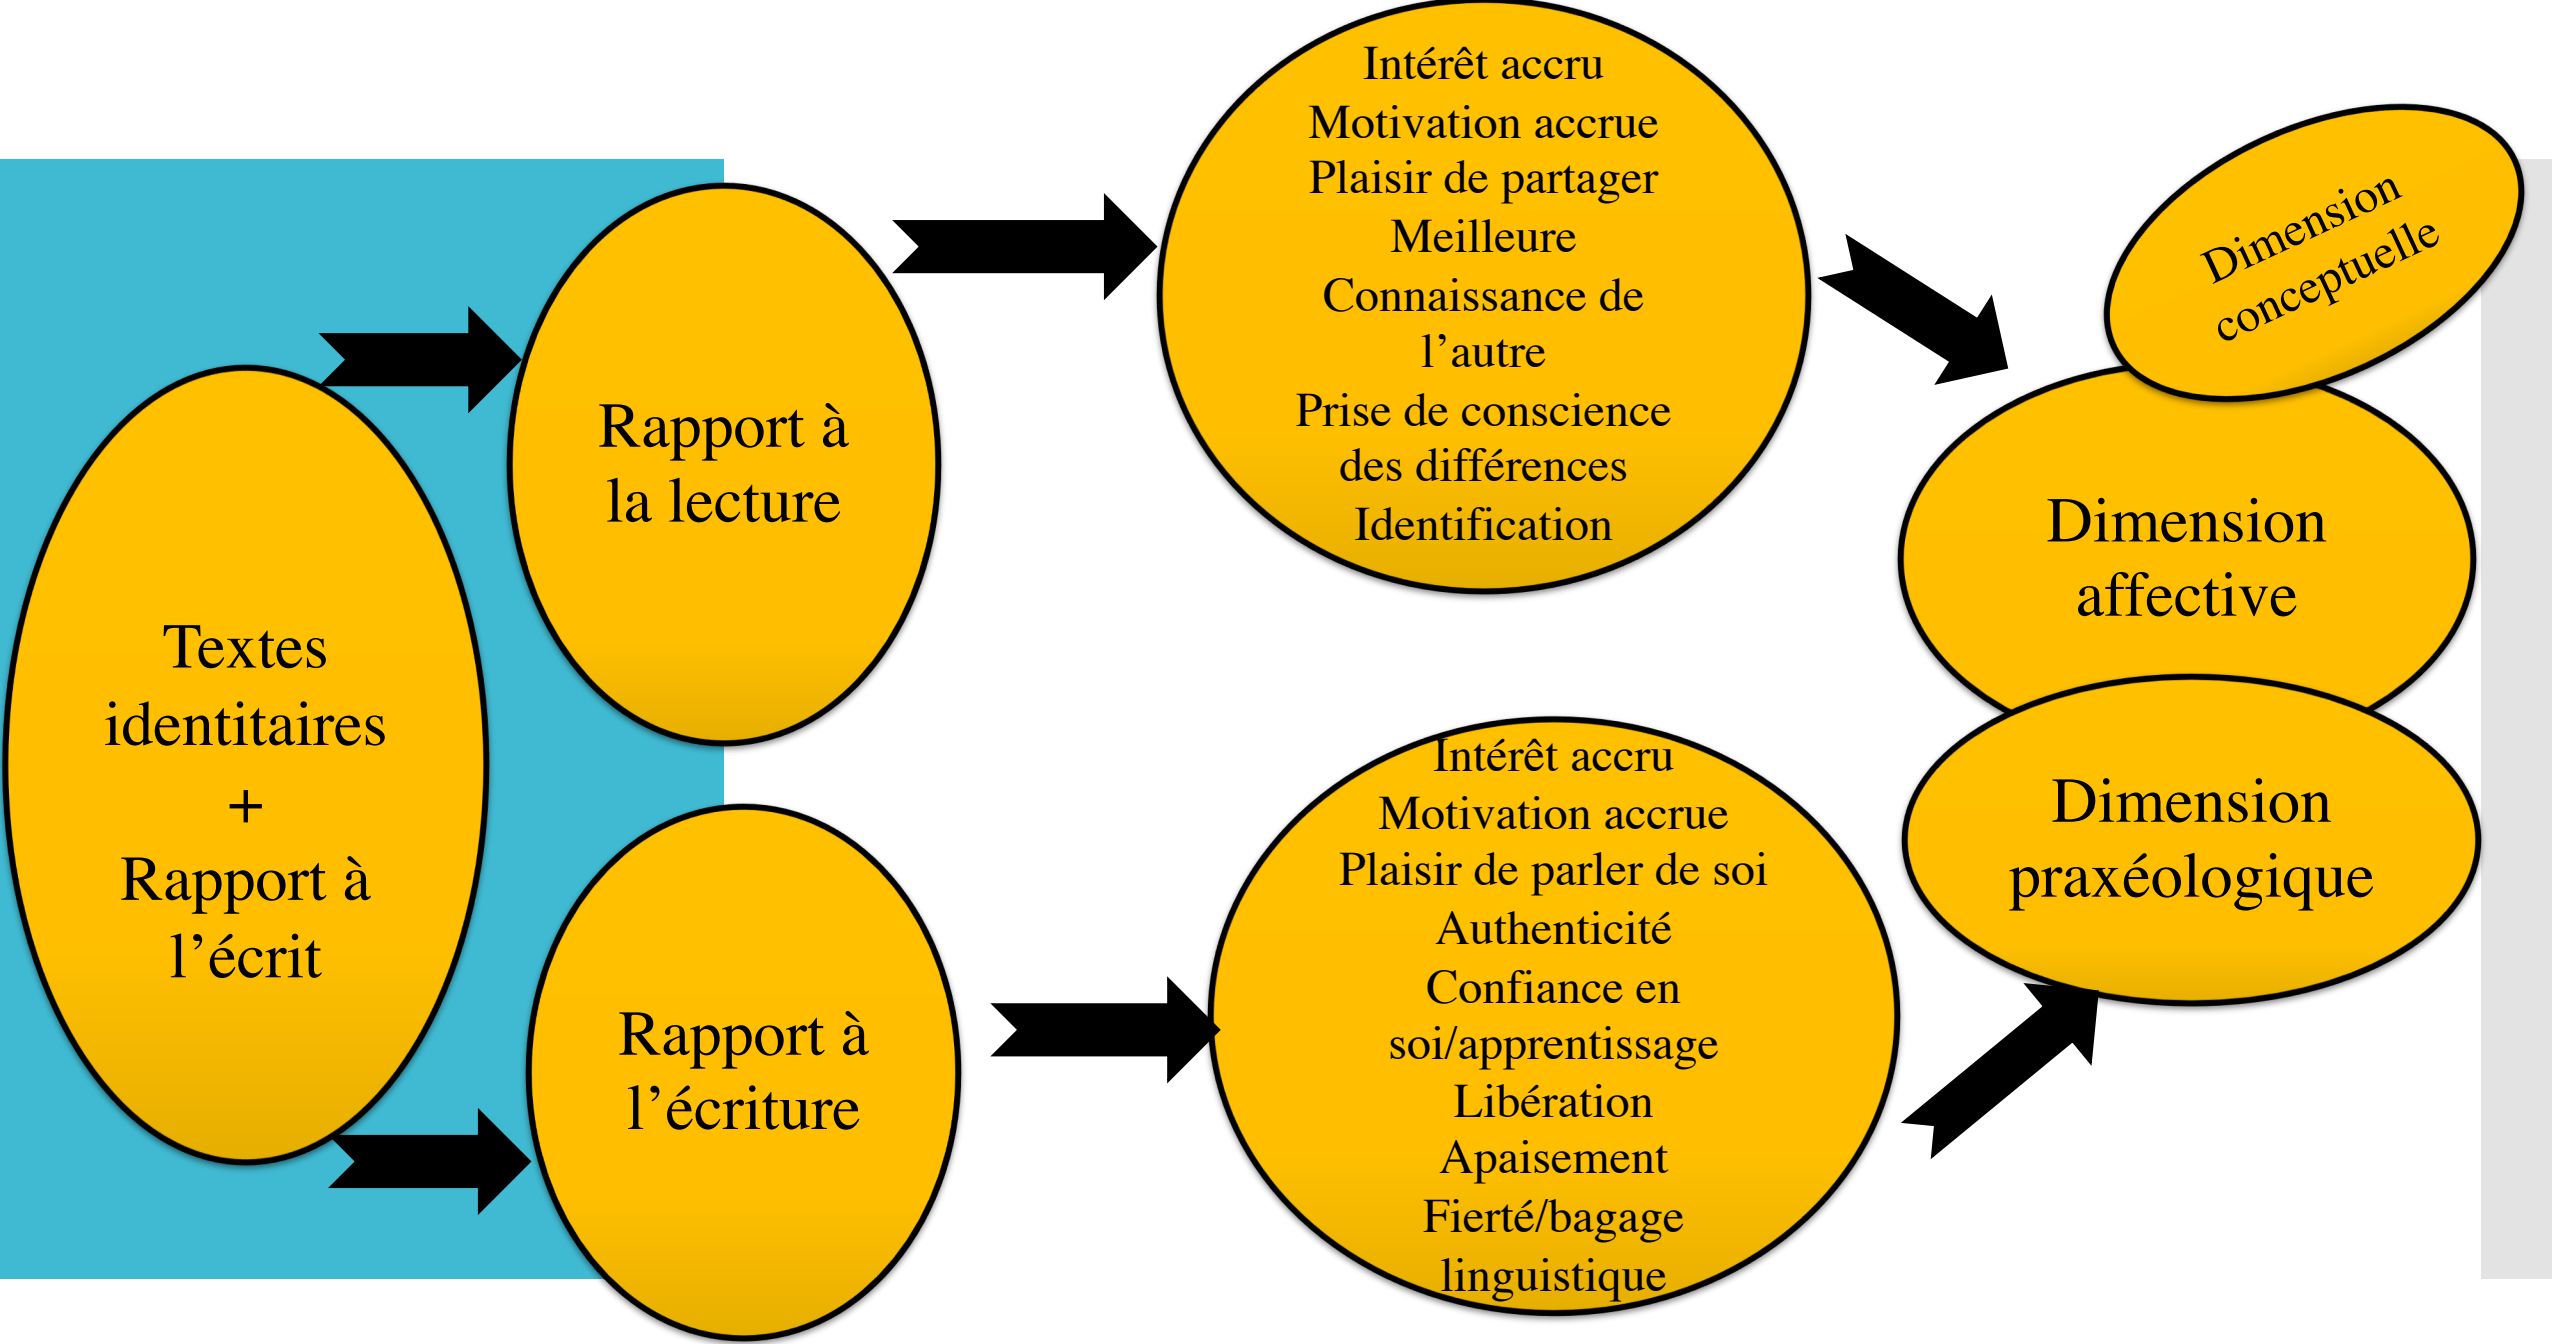 Textes
identitaires
+
Rapport à
l’écrit
Rapport à
la lecture
Rapport à
l’écriture
Intérêt accru
Motivation accrue
Plaisir de partager
Meilleure
Connaissance de
l’autre
Prise de conscience
des différences
Identification
Intérêt accru
Motivation accrue
Plaisir de parler de soi
Authenticité
Confiance en
soi/apprentissage
Libération
Apaisement
Fierté/bagage
linguistique
Dimension
conceptuelle
Dimension
affective
Dimension
praxéologique